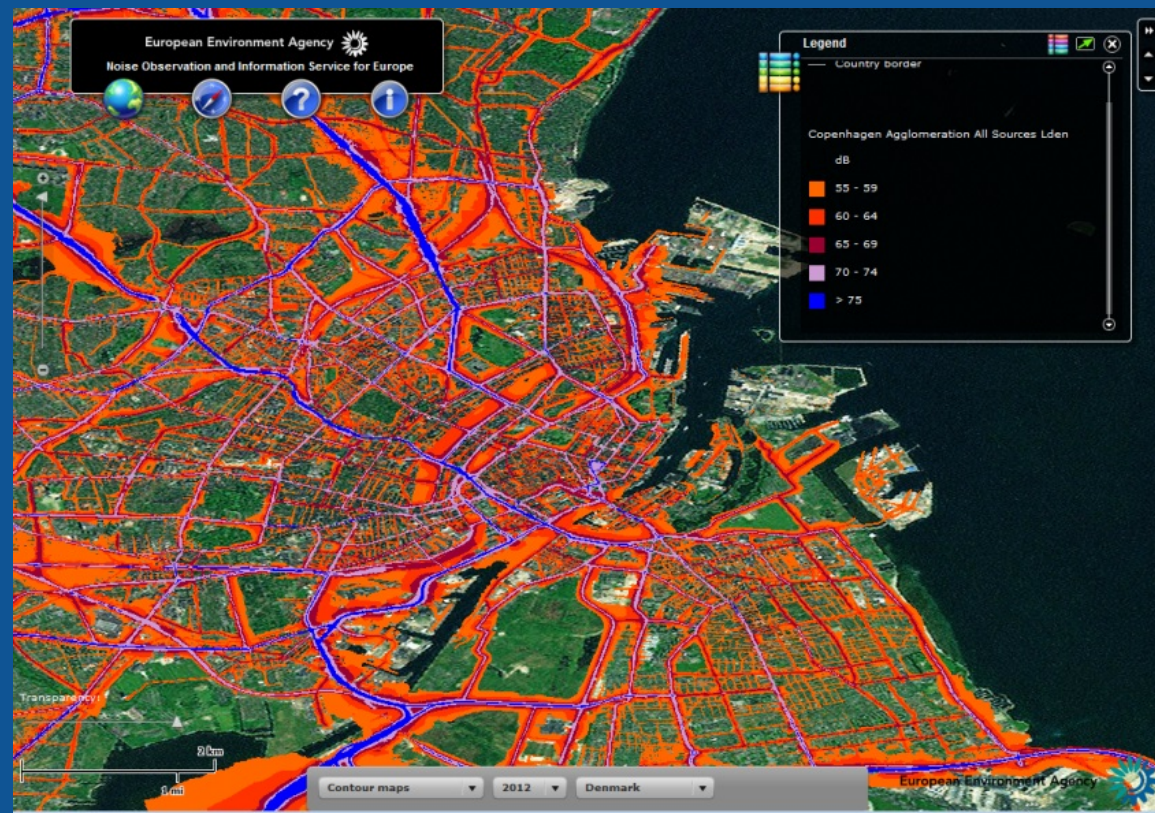 European Environment Agency
Noise Observation and Information Service for Europe
Legend
Country border
Copenhagen Agglomeration All Sources Lden
dB
55 - 59
60 - 64
65 - 69
70 - 74
> 75
Transparency:
2 km
1 mi
Contour maps
2012
Denmark
European Environment Agency